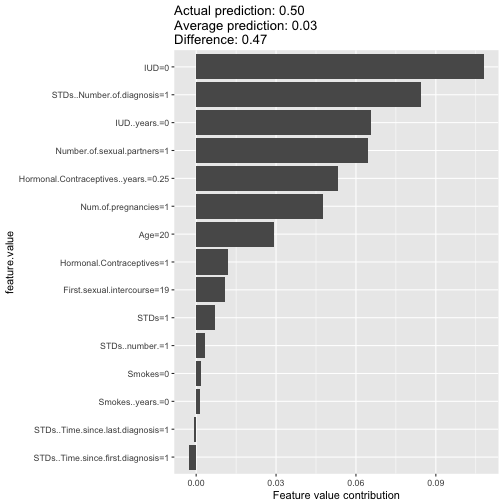 Actual prediction: 0.50
Average prediction: 0.03
Difference: 0.47
IUD=0
STDs..Number.of.diagnosis=1
IUD..years.=0
Number.of.sexual.partners=1
Hormonal.Contraceptives..years.=0.25
Num.of.pregnancies=1
Age=20
Hormonal.Contraceptives=1
First.sexual.intercourse=19
STDs=1
STDs..number.=1
Smokes=0
Smokes..years.=0
STDs..Time.since.last.diagnosis=1
STDs..Time.since.first.diagnosis=1
feature.value
0.00 0.03 0.06 0.09
Feature value contribution